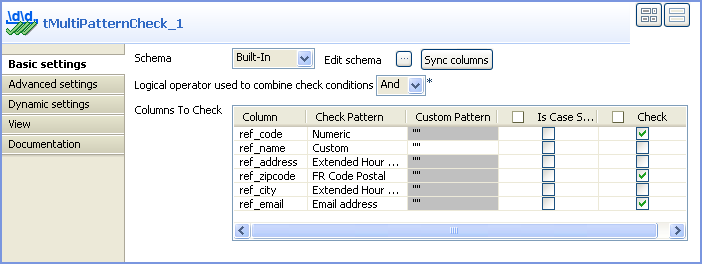 \d\d
tMultiPatternCheck_1
Basic settings
Advanced settings
Dynamic settings
View
Documentation
Schema Built-In Edit schema ... Sync columns
Logical operator used to combine check conditions And *
Columns To Check
Column Check Pattern Custom Pattern Is Case S... Check
ref_code Numeric ""
ref_name Custom ""
ref_address Extended Hour ... ""
ref_zipcode FR Code Postal ""
ref_city Extended Hour ... ""
ref_email Email address ""